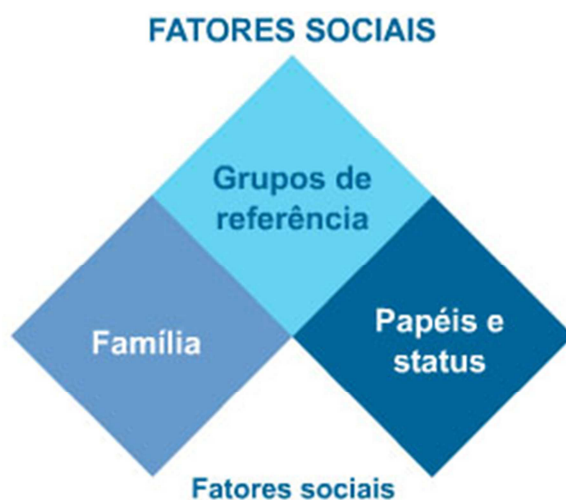 FATORES SOCIAIS
Grupos de
referência
Família
Papéis e
status
Fatores sociais